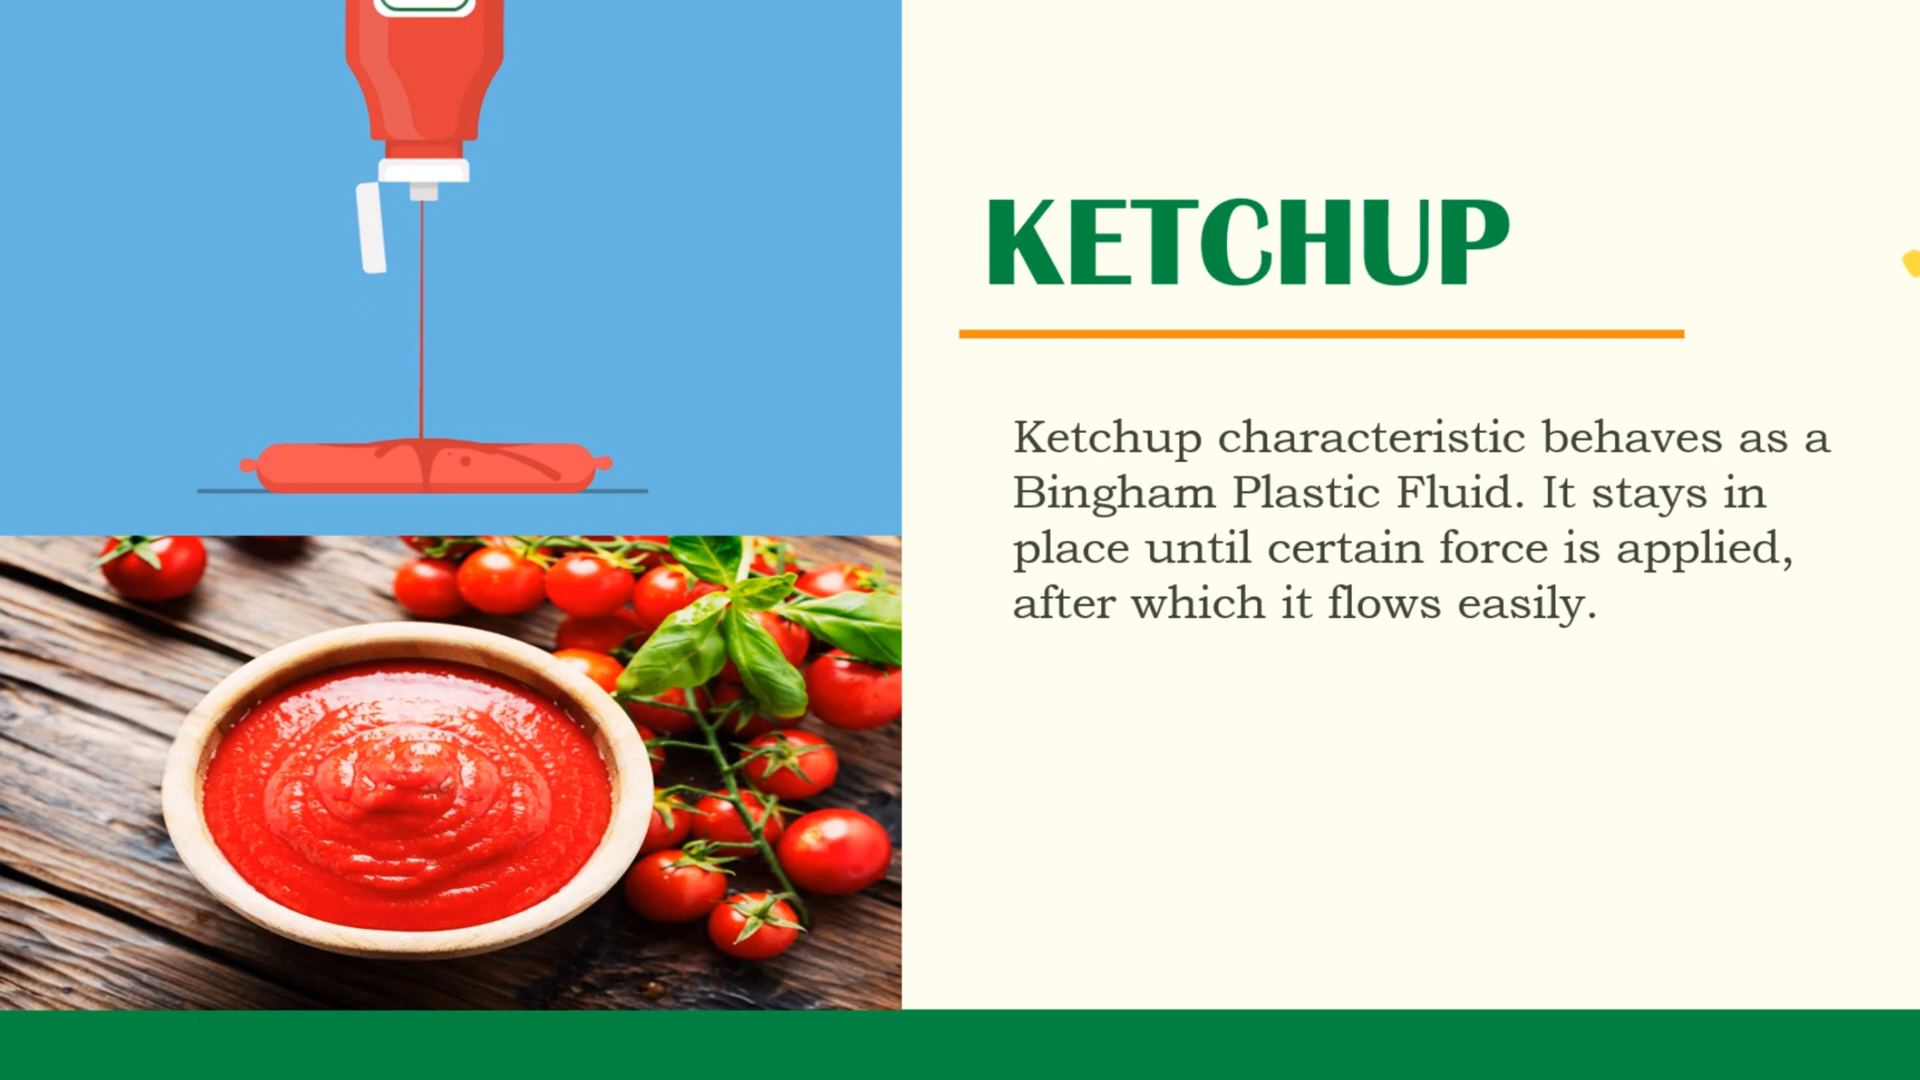 KETCHUP
Ketchup characteristic behaves as a
Bingham Plastic Fluid. It stays in
place until certain force is applied,
after which it flows easily.